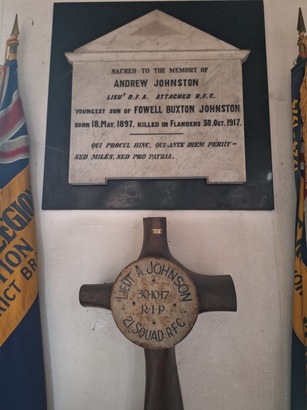 SACRED TO THE MEMORY OF
ANDREW JOHNSTON
LIEUT R.F.A. ATTACHED R.F.C.
YOUNGEST SON OF FOWELL BUXTON JOHNSTON
BORN 18. MAY. 1897. KILLED IN FLANDERS 30. OCT. 1917.
QUI PROCUL HINC, QUI ANTE DIEM PERIIT—
SED MILES, SED PRO PATRIA.
LIEUT A. JOHNSON
30·10·17
R·I·P
21 SQUAD·R·F·C·
LEGION
TION
RICT BR